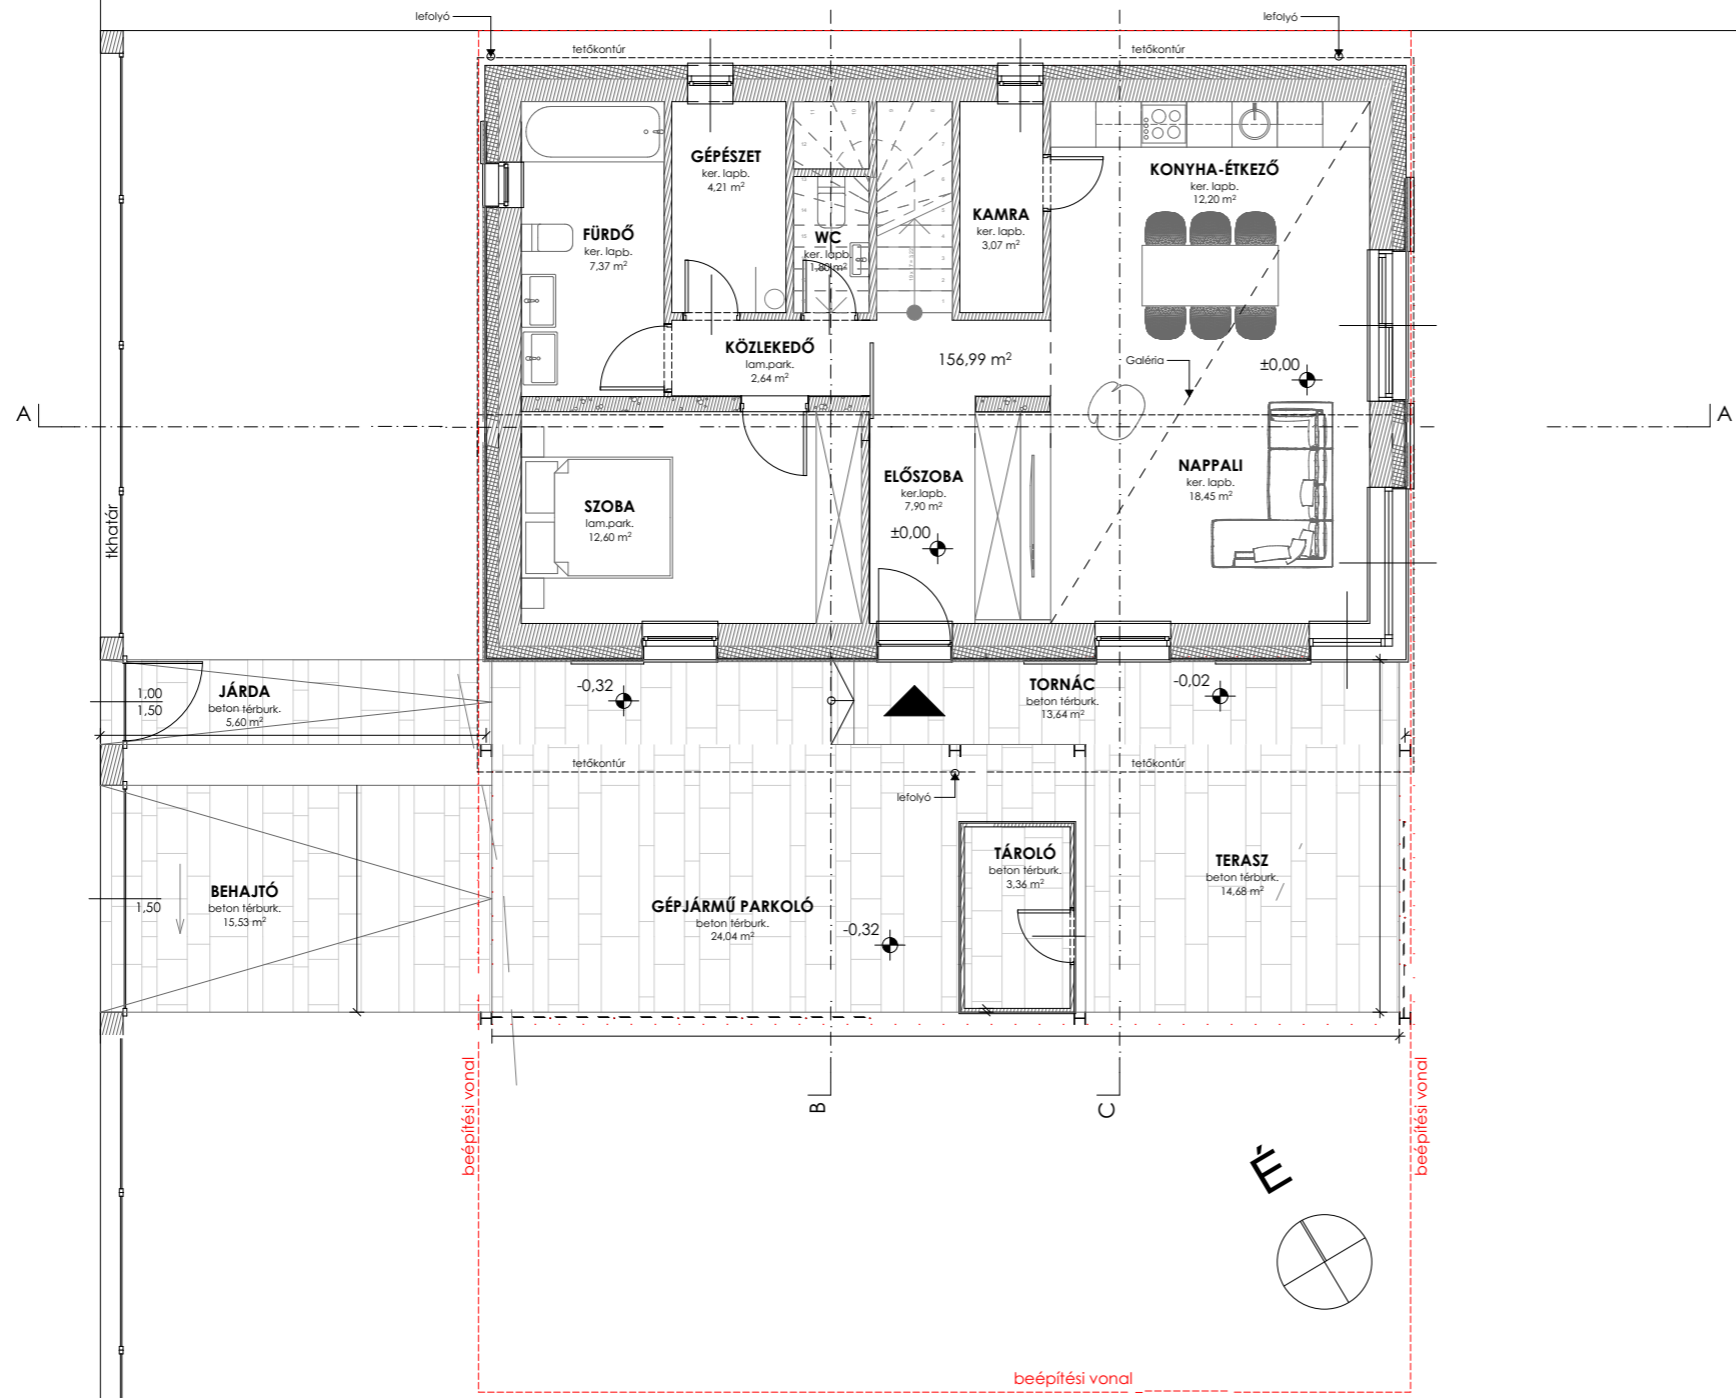 lefolyó
lefolyó
tetőkontúr
tetőkontúr
GÉPÉSZET
ker. lapb.
4,21 m²
KONYHA-ÉTKEZŐ
ker. lapb.
12,20 m²
FÜRDŐ
ker. lapb.
7,37 m²
WC
ker. lapb.
KAMRA
ker. lapb.
3,07 m²
KÖZLEKEDŐ
lam.park.
2,64 m²
156,99 m²
Galéria
±0,00
A
A
SZOBA
lam.park.
12,60 m²
ELŐSZOBA
ker.lapb.
7,90 m²
±0,00
NAPPALI
ker. lapb.
18,45 m²
tkhatár
1,00
1,50
JÁRDA
beton térburk.
5,60 m²
-0,32
TORNÁC
beton térburk.
13,64 m²
-0,02
tetőkontúr
tetőkontúr
lefolyó
BEHAJTÓ
beton térburk.
15,53 m²
1,50
GÉPJÁRMŰ PARKOLÓ
beton térburk.
24,04 m²
-0,32
TÁROLÓ
beton térburk.
3,36 m²
TERASZ
beton térburk.
14,68 m²
B
C
beépítési vonal
beépítési vonal
É
beépítési vonal